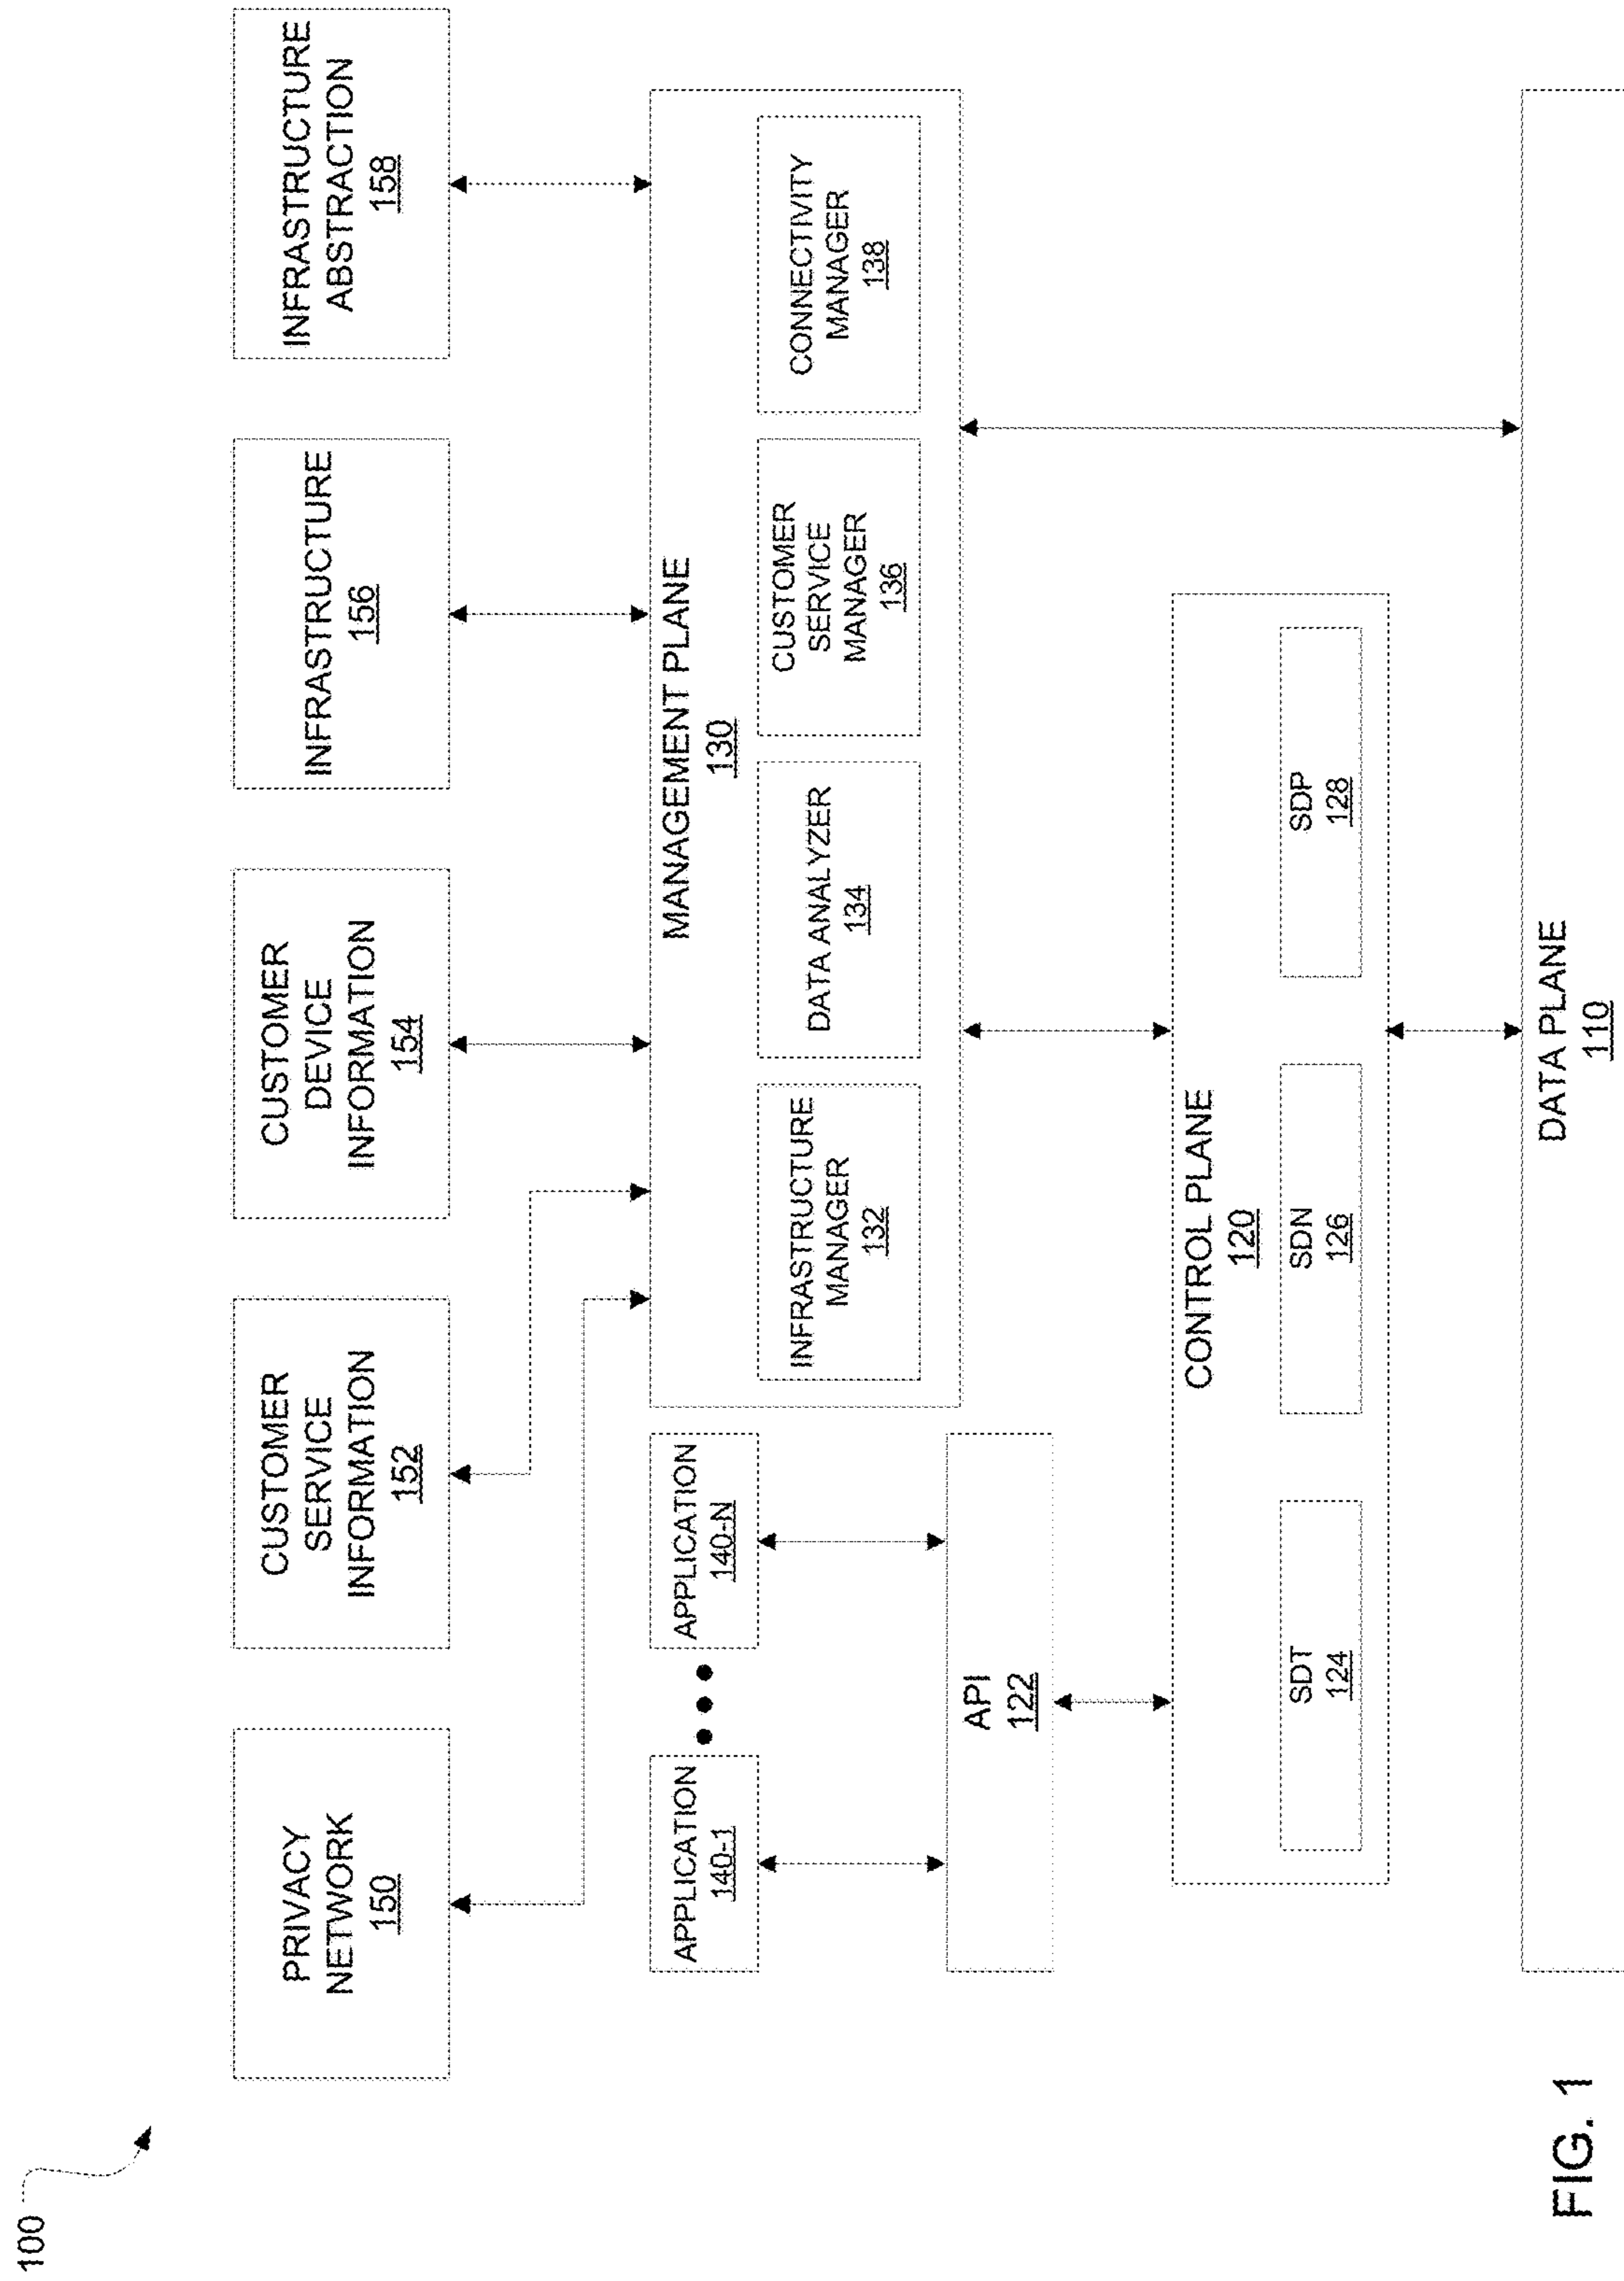 100
PRIVACY
NETWORK
150
CUSTOMER
SERVICE
INFORMATION
152
CUSTOMER
DEVICE
INFORMATION
154
INFRASTRUCTURE
156
INFRASTRUCTURE
ABSTRACTION
158
APPLICATION
140-1
APPLICATION
140-N
MANAGEMENT PLANE
130
INFRASTRUCTURE
MANAGER
132
DATA ANALYZER
134
CUSTOMER
SERVICE
MANAGER
136
CONNECTIVITY
MANAGER
138
API
122
CONTROL PLANE
120
SDT
124
SDN
126
SDP
128
DATA PLANE
110
FIG. 1